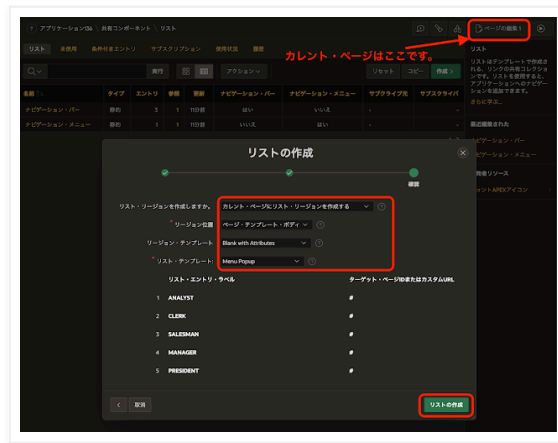 アプリケーション13a \ 共有コンポーネント \ リスト
ページの編集1
リスト 未使用 条件付きエントリ サブスクリプション 使用状況 履歴
カレント・ページはここです。
リスト
リストはテンプレートで作成される、リンクの共有コレクションです。リストを使用すると、アプリケーションへのナビゲーションを追加できます。
さらに学ぶ...
実行 アクション リセット コピー 作成 >
名前 タイプ エントリ 参照 更新 ナビゲーション・バー ナビゲーション・メニュー サブクライブ元 サブスクライバ
ナビゲーション・バー 静的 3 1 11分前 はい いいえ
ナビゲーション・メニュー 静的 1 1 11分前 いいえ はい
最近編集された
ナビゲーション・バー
ナビゲーション・メニュー
リストの作成
確認
リスト・リージョンを作成しますか。 カレント・ページにリスト・リージョンを作成する
* リージョン位置 ページ・テンプレート・ボディ
リージョン・テンプレート Blank with Attributes
* リスト・テンプレート: Menu Popup
リスト・エントリ・ラベル ターゲット・ページIDまたはカスタムURL
1 ANALYST #
2 CLERK #
3 SALESMAN #
4 MANAGER #
5 PRESIDENT #
取消 リストの作成